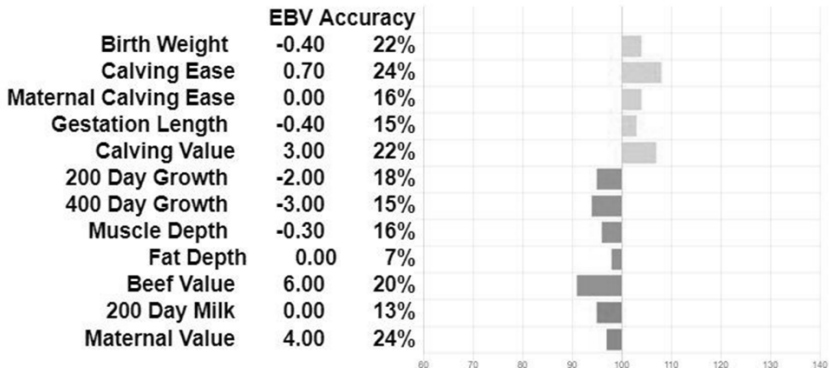 EBV Accuracy
Birth Weight -0.40 22%
Calving Ease 0.70 24%
Maternal Calving Ease 0.00 16%
Gestation Length -0.40 15%
Calving Value 3.00 22%
200 Day Growth -2.00 18%
400 Day Growth -3.00 15%
Muscle Depth -0.30 16%
Fat Depth 0.00 7%
Beef Value 6.00 20%
200 Day Milk 0.00 13%
Maternal Value 4.00 24%
60 70 80 90 100 110 120 130 140